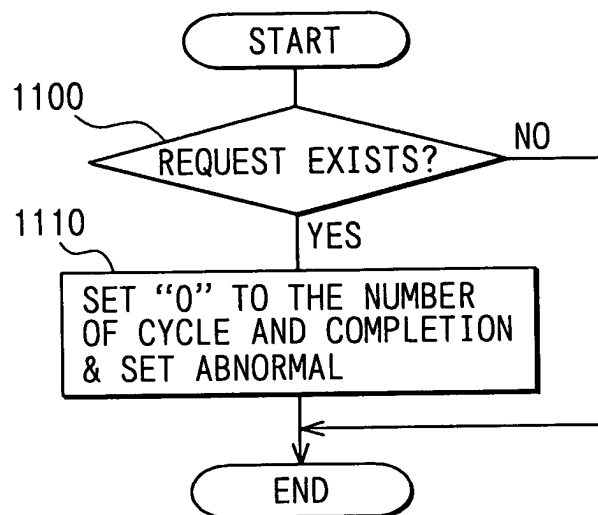 START
1100
REQUEST EXISTS?
NO
YES
1110
SET “0” TO THE NUMBER
OF CYCLE AND COMPLETION
& SET ABNORMAL
END